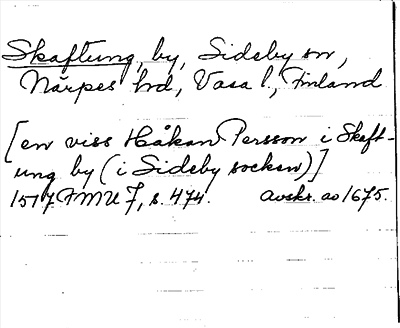 Skaftung, by, Sideby sn,
Närpes hd, Vasa l., Finland
[en viss Håkan Persson i Skaft-
ung by (i Sideby socken)]
1517 FMU 7, s. 474. Avskr. ao 1675.